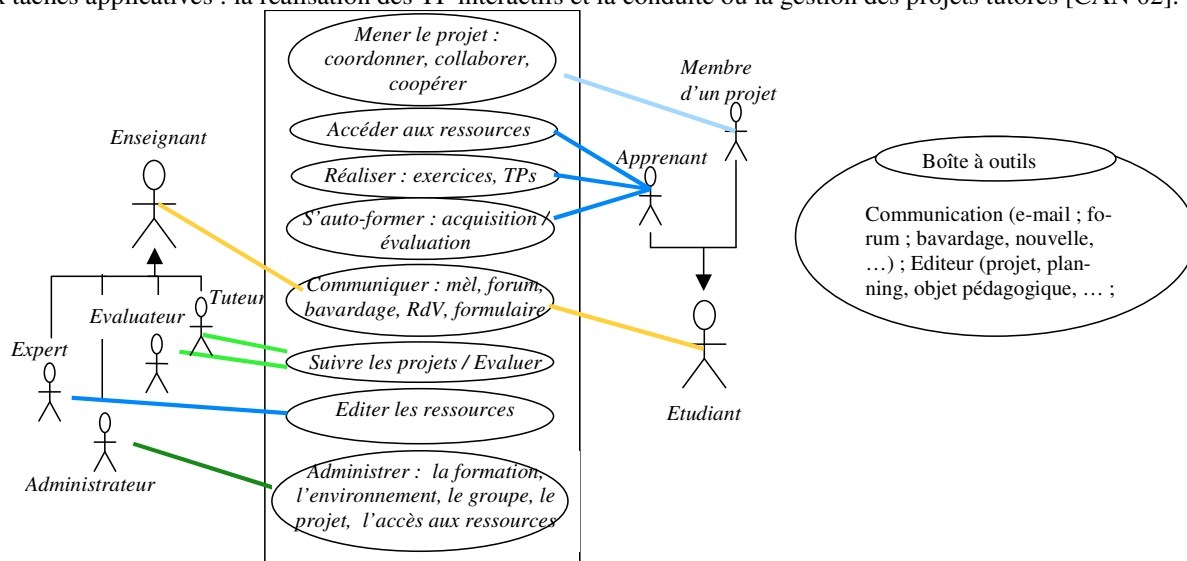 x tâches applicatives : la réalisation des TP interactifs et la conduite ou la gestion des projets tutorés [CAN 02].
Mener le projet :
coordonner, collaborer,
coopérer
Membre
d'un projet
Enseignant
Accéder aux ressources
Apprenant
Réaliser : exercices, TPs
S'auto-former : acquisition /
évaluation
Boîte à outils
Communication (e-mail ; fo-
rum ; bavardage, nouvelle,
…) ; Editeur (projet, plan-
ning, objet pédagogique, … ;
Communiquer : mèl, forum,
bavardage, RdV, formulaire
Tuteur
Evaluateur
Expert
Suivre les projets / Evaluer
Editer les ressources
Etudiant
Administrateur
Administrer : la formation,
l'environnement, le groupe, le
projet, l'accès aux ressources